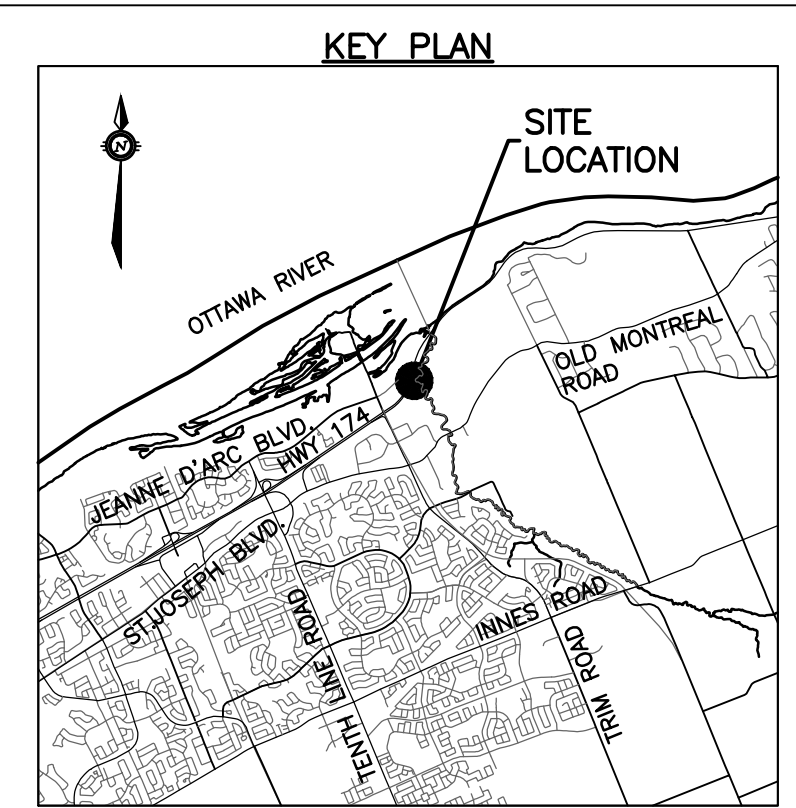 KEY PLAN
SITE
LOCATION
N
OTTAWA RIVER
OLD MONTREAL
ROAD
JEANNE D'ARC BLVD.
HWY 174
ST.JOSEPH BLVD.
INNES ROAD
TENTH LINE ROAD
TRIM ROAD